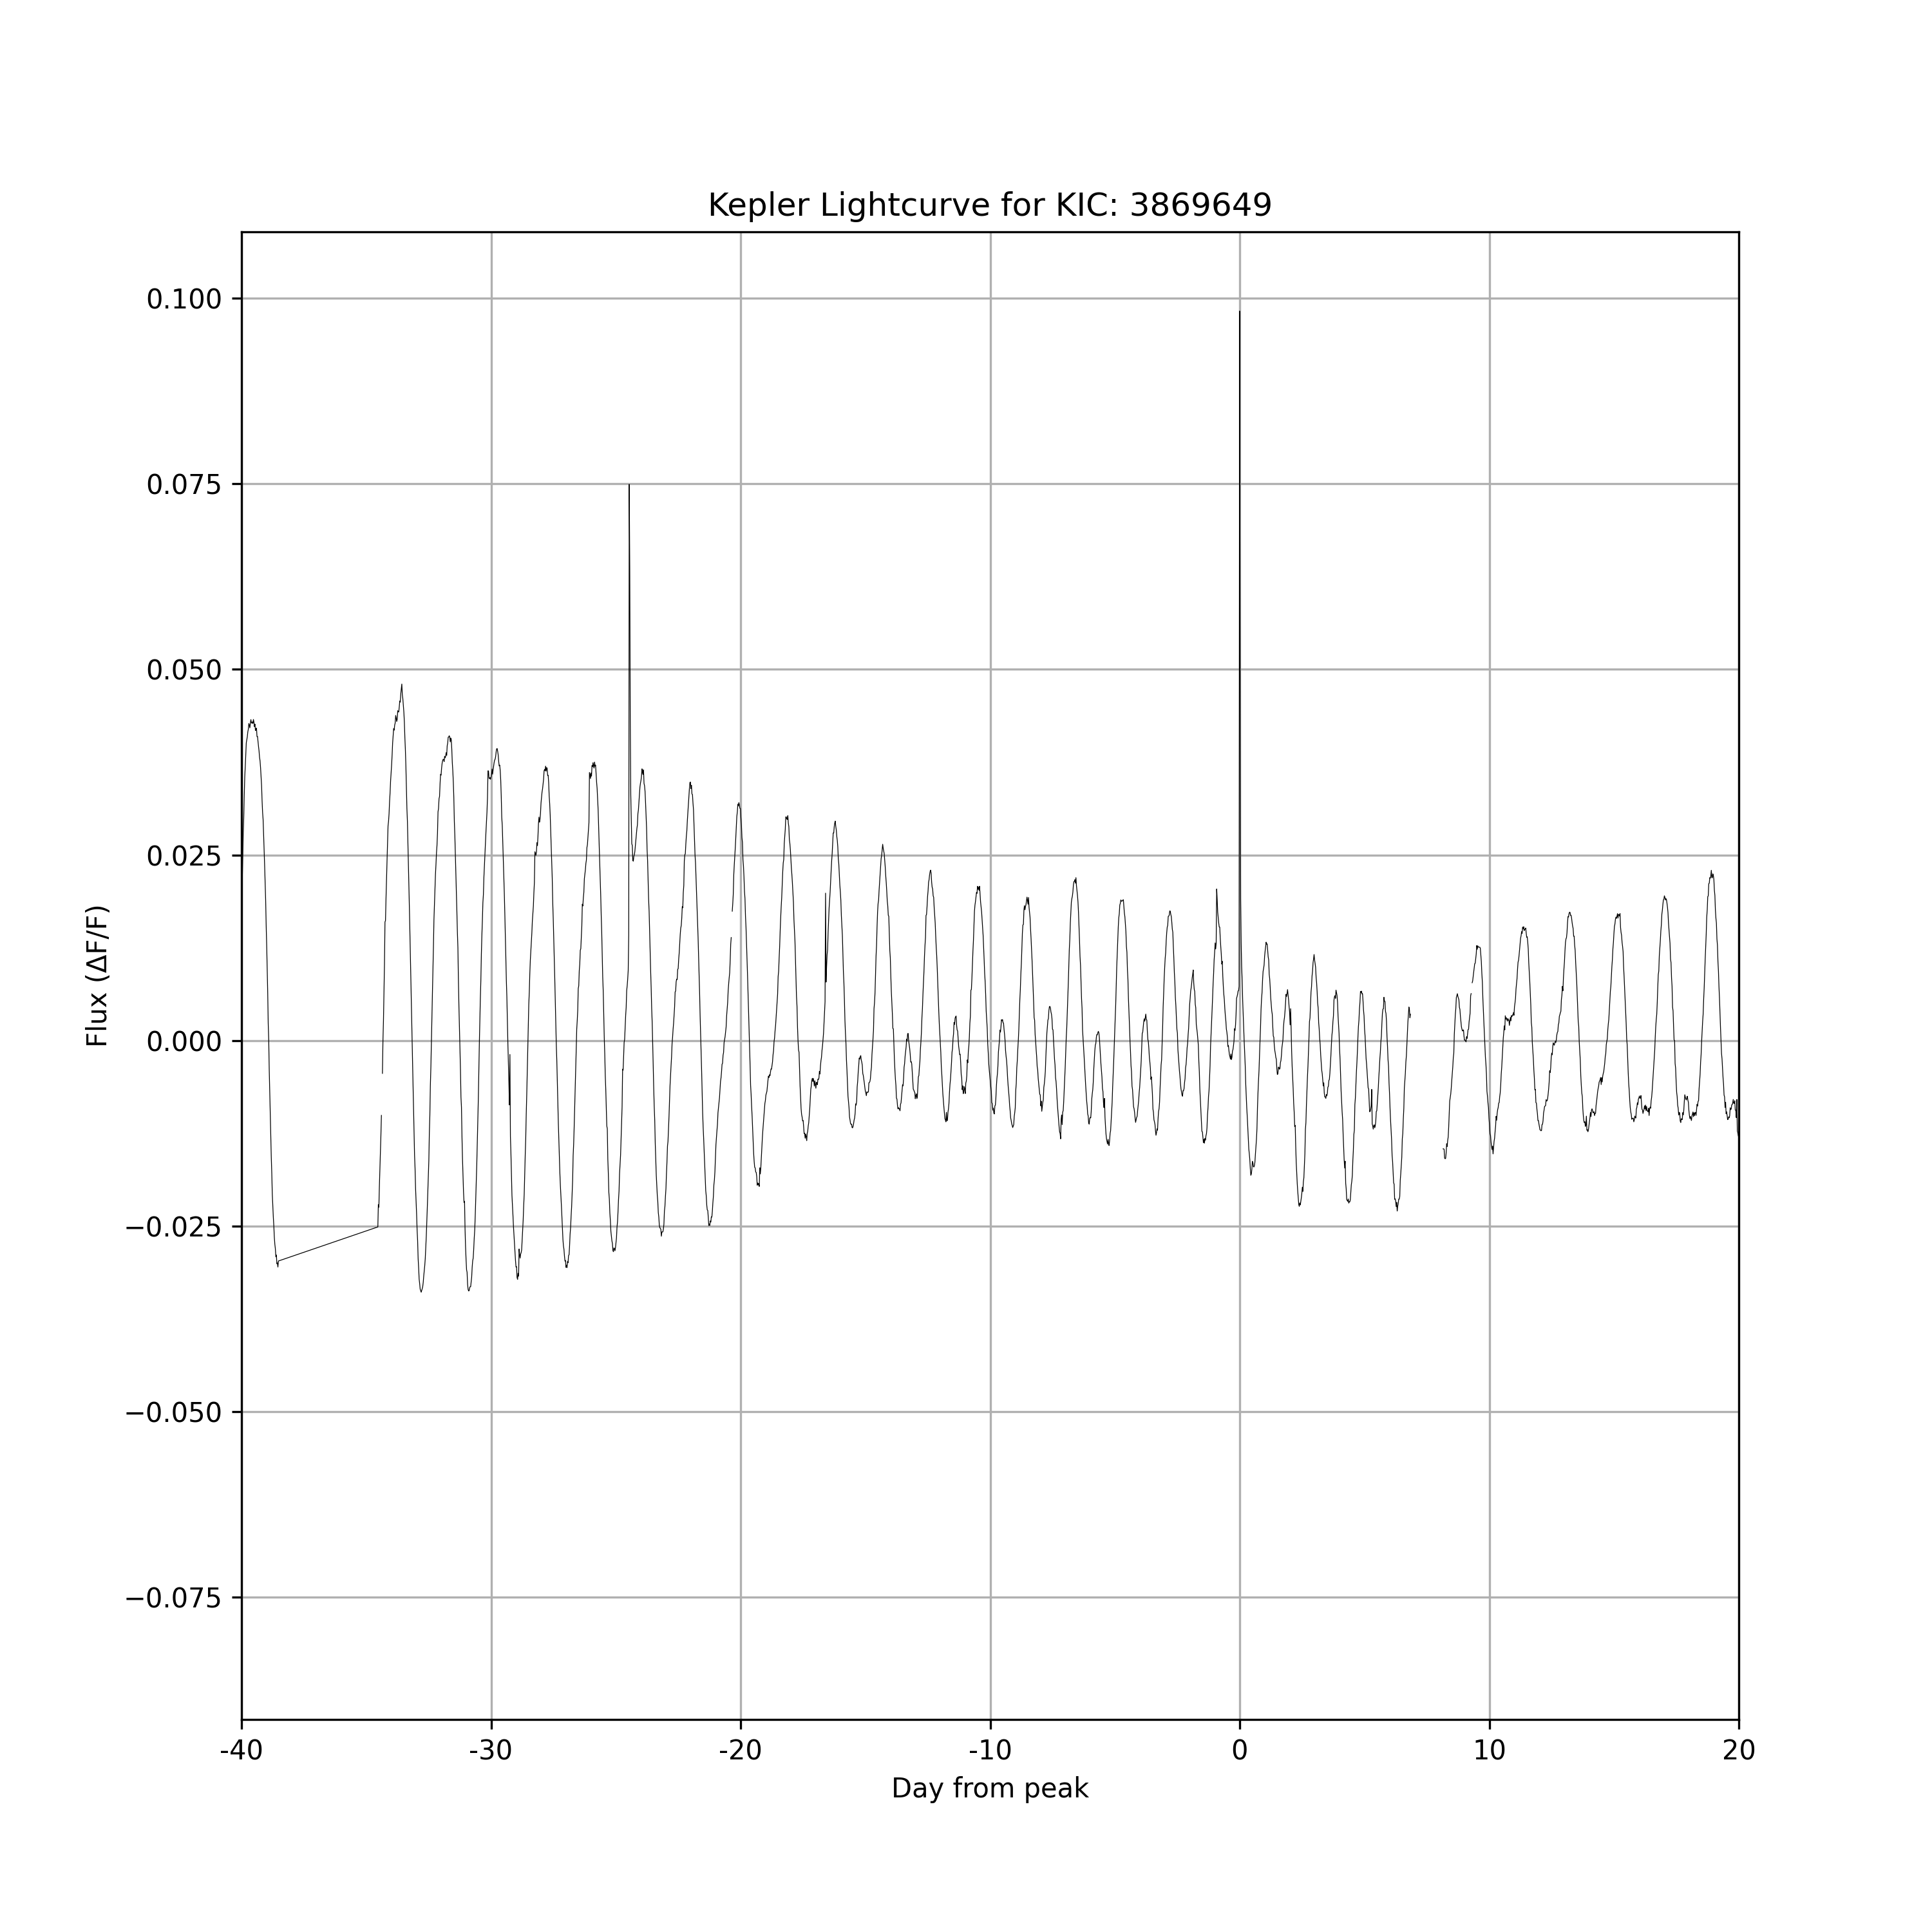 Kepler Lightcurve for KIC: 3869649
0.100
0.075
0.050
0.025
0.000
−0.025
−0.050
−0.075
Flux (ΔF/F)
-40 -30 -20 -10 0 10 20
Day from peak